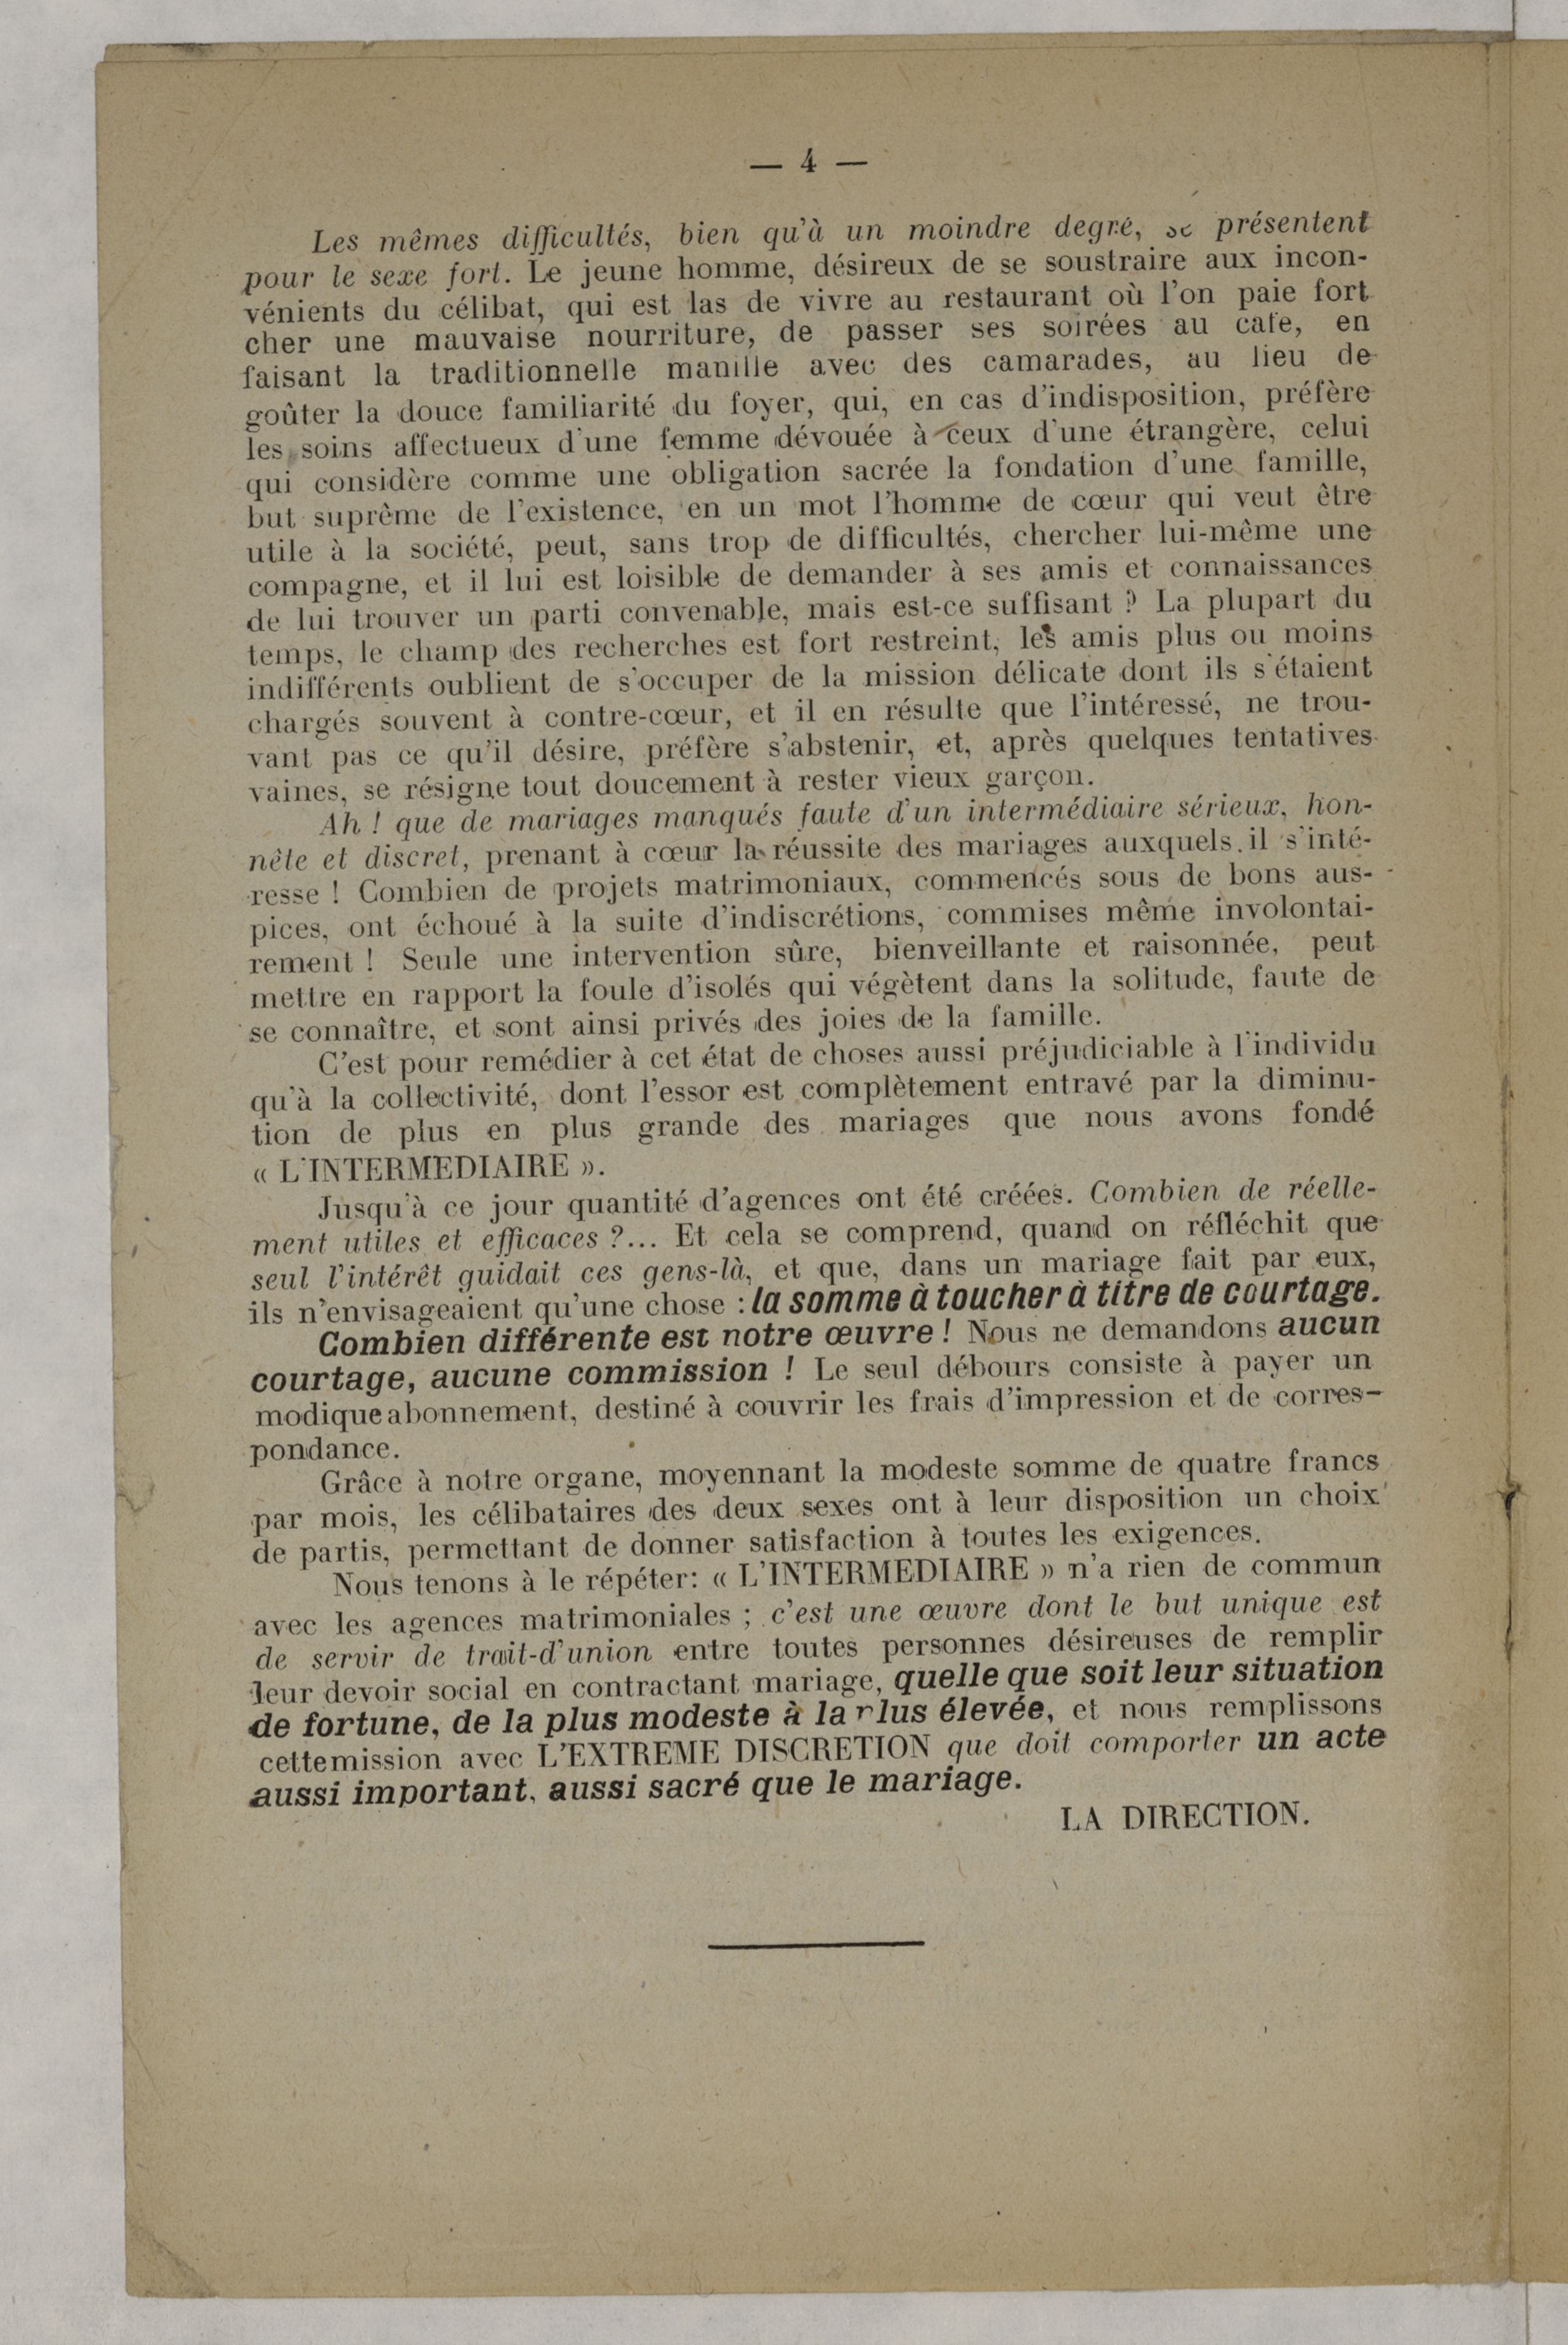 — 4 —
Les mêmes difficultés, bien qu'à un moindre degré, se présentent
pour le sexe fort. Le jeune homme, désireux de se soustraire aux incon-
vénients du célibat, qui est las de vivre au restaurant où l'on paie fort
cher une mauvaise nourriture, de passer ses soirées au café, en
faisant la traditionnelle manille avec des camarades, au lieu de
goûter la douce familiarité du foyer, qui, en cas d'indisposition, préfère
les soins affectueux d'une femme dévouée à ceux d'une étrangère, celui
qui considère comme une obligation sacrée la fondation d'une famille,
but suprême de l'existence, en un mot l'homme de cœur qui veut être
utile à la société, peut, sans trop de difficultés, chercher lui-même une
compagne, et il lui est loisible de demander à ses amis et connaissances
de lui trouver un parti convenable, mais est-ce suffisant ? La plupart du
temps, le champ des recherches est fort restreint, les amis plus ou moins
indifférents oublient de s'occuper de la mission délicate dont ils s'étaient
chargés souvent à contre-cœur, et il en résulte que l'intéressé, ne trou-
vant pas ce qu'il désire, préfère s'abstenir, et, après quelques tentatives
vaines, se résigne tout doucement à rester vieux garçon.
Ah ! que de mariages manqués faute d'un intermédiaire sérieux, hon-
nête et discret, prenant à cœur la réussite des mariages auxquels il s'inté-
resse ! Combien de projets matrimoniaux, commencés sous de bons aus-
pices, ont échoué à la suite d'indiscrétions, commises même involontai-
rement ! Seule une intervention sûre, bienveillante et raisonnée, peut
mettre en rapport la foule d'isolés qui végètent dans la solitude, faute de
se connaître, et sont ainsi privés des joies de la famille.
C'est pour remédier à cet état de choses aussi préjudiciable à l'individu
qu'à la collectivité, dont l'essor est complètement entravé par la diminu-
tion de plus en plus grande des mariages que nous avons fondé
« L'INTERMEDIAIRE ».
Jusqu'à ce jour quantité d'agences ont été créées. Combien de réelle-
ment utiles et efficaces ?... Et cela se comprend, quand on réfléchit que
seul l'intérêt guidait ces gens-là, et que, dans un mariage fait par eux,
ils n'envisageaient qu'une chose : la somme à toucher à titre de courtage.
Combien différente est notre œuvre ! Nous ne demandons aucun
courtage, aucune commission ! Le seul débours consiste à payer un
modique abonnement, destiné à couvrir les frais d'impression et de corres-
pondance.
Grâce à notre organe, moyennant la modeste somme de quatre francs
par mois, les célibataires des deux sexes ont à leur disposition un choix
de partis, permettant de donner satisfaction à toutes les exigences.
Nous tenons à le répéter: « L'INTERMEDIAIRE » n'a rien de commun
avec les agences matrimoniales ; c'est une œuvre dont le but unique est
de servir de trait-d'union entre toutes personnes désireuses de remplir
leur devoir social en contractant mariage, quelle que soit leur situation
de fortune, de la plus modeste à la plus élevée, et nous remplissons
cette mission avec L'EXTREME DISCRETION que doit comporter un acte
aussi important, aussi sacré que le mariage.
LA DIRECTION.